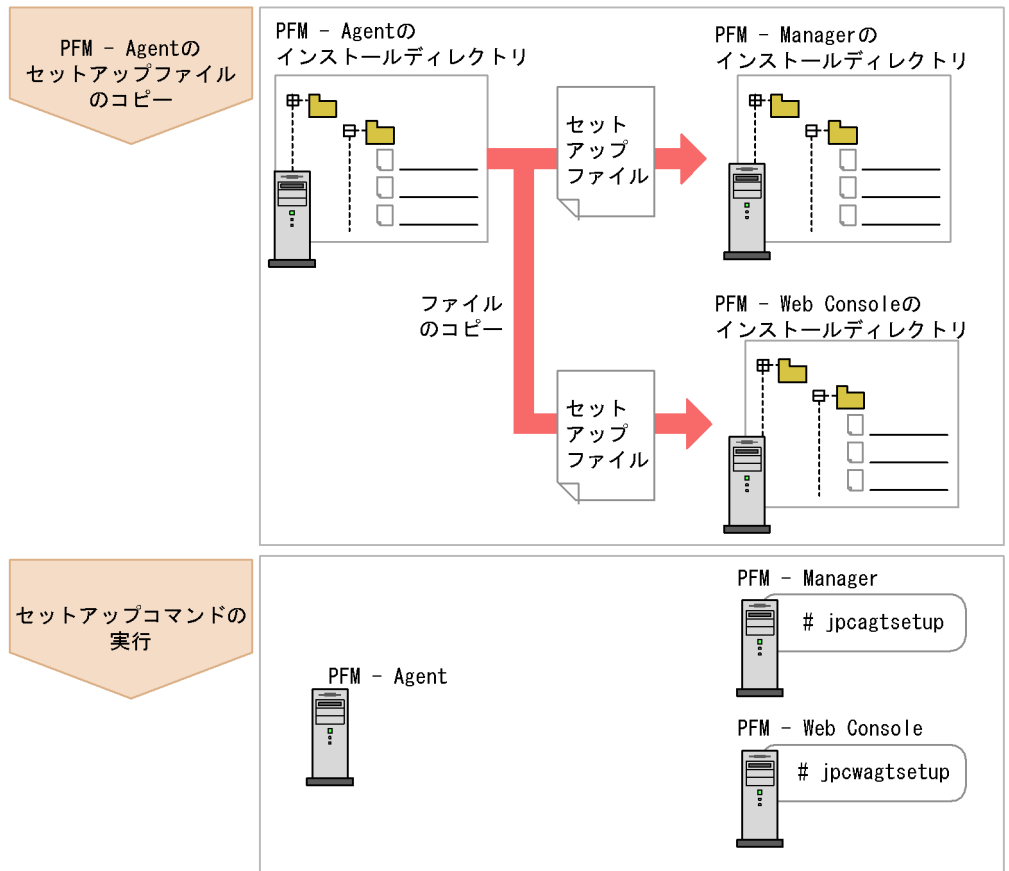 PFM - Agentの
セットアップファイル
のコピー
PFM - Agentの
インストールディレクトリ
PFM - Managerの
インストールディレクトリ
セット
アップ
ファイル
ファイル
のコピー
PFM - Web Consoleの
インストールディレクトリ
セット
アップ
ファイル
セットアップコマンドの
実行
PFM - Manager
# jpcagtsetup
PFM - Agent
PFM - Web Console
# jpcwagtsetup